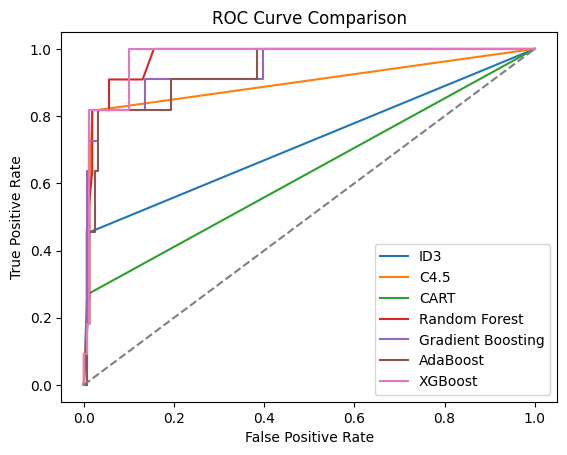 ROC Curve Comparison
True Positive Rate
1.0
0.8
0.6
0.4
0.2
0.0
ID3
C4.5
CART
Random Forest
Gradient Boosting
AdaBoost
XGBoost
0.0 0.2 0.4 0.6 0.8 1.0
False Positive Rate